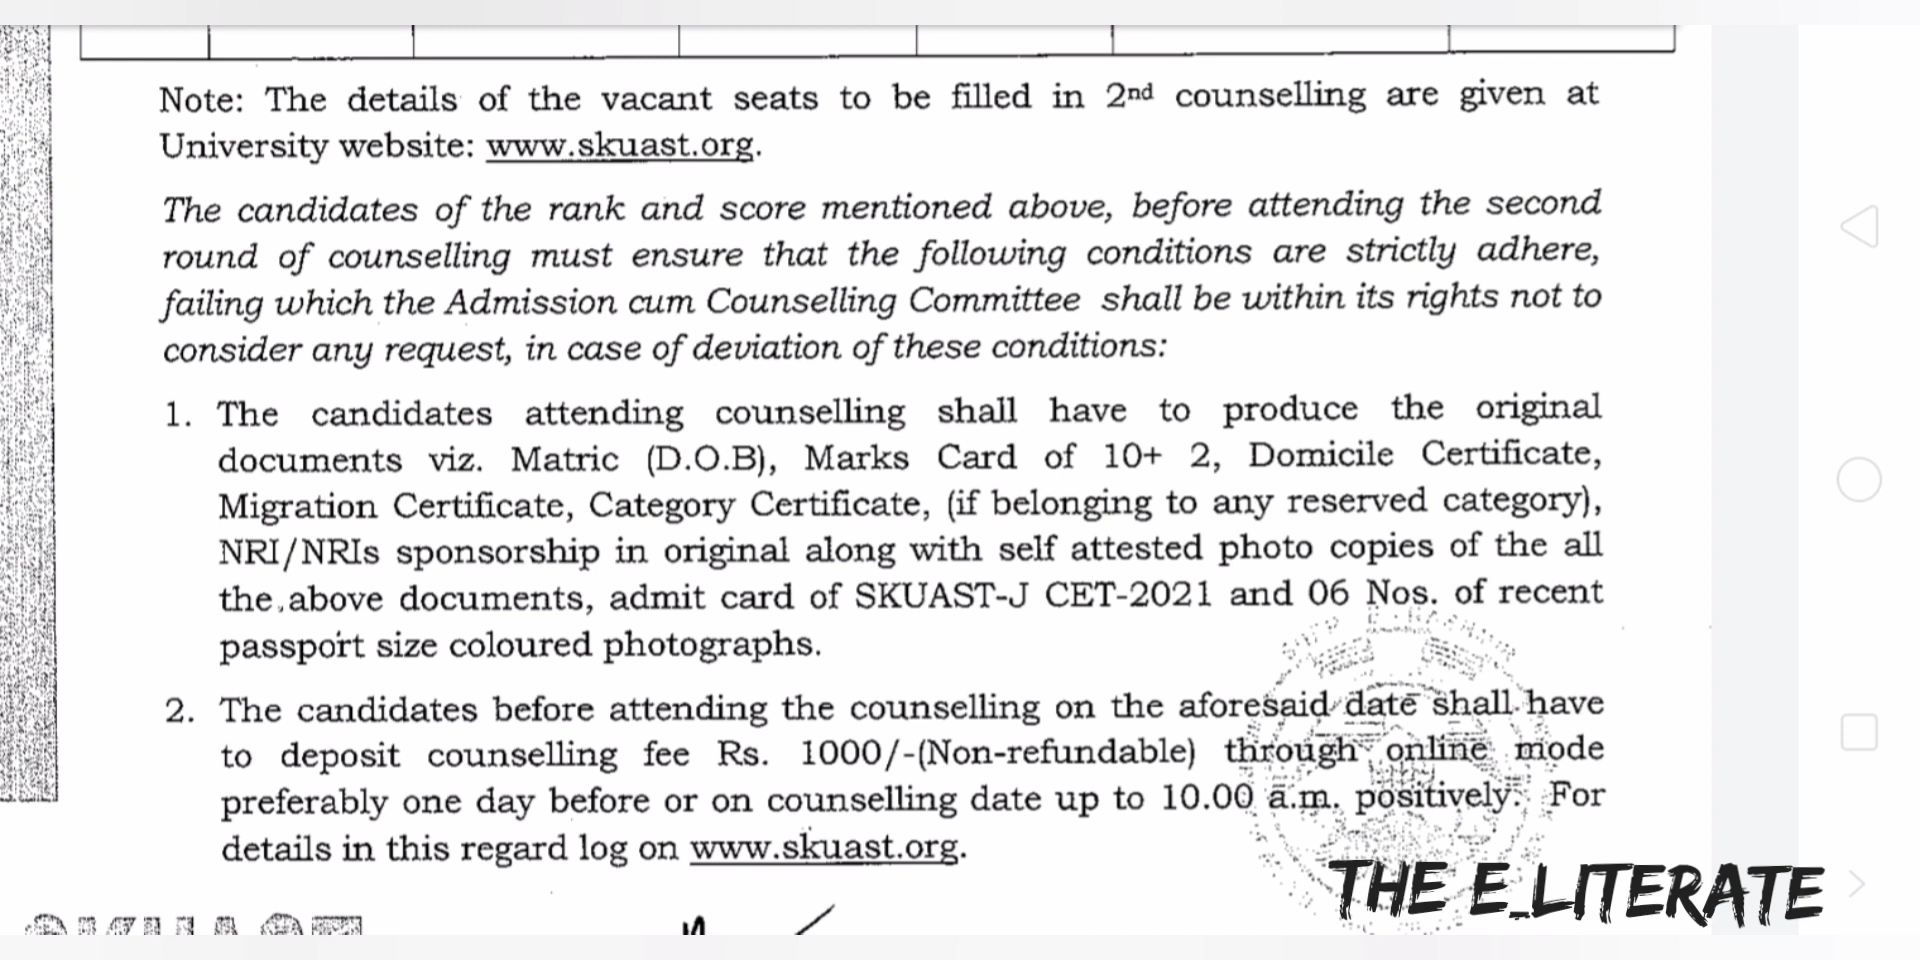 Note: The details of the vacant seats to be filled in 2nd counselling are given at
University website: www.skuast.org.
The candidates of the rank and score mentioned above, before attending the second
round of counselling must ensure that the following conditions are strictly adhere,
failing which the Admission cum Counselling Committee shall be within its rights not to
consider any request, in case of deviation of these conditions:
1. The candidates attending counselling shall have to produce the original
documents viz. Matric (D.O.B), Marks Card of 10+ 2, Domicile Certificate,
Migration Certificate, Category Certificate, (if belonging to any reserved category),
NRI/NRIs sponsorship in original along with self attested photo copies of the all
the above documents, admit card of SKUAST-J CET-2021 and 06 Nos. of recent
passport size coloured photographs.
2. The candidates before attending the counselling on the aforesaid date shall have
to deposit counselling fee Rs. 1000/-(Non-refundable) through online mode
preferably one day before or on counselling date up to 10.00 a.m. positively. For
details in this regard log on www.skuast.org.
THE E_LITERATE